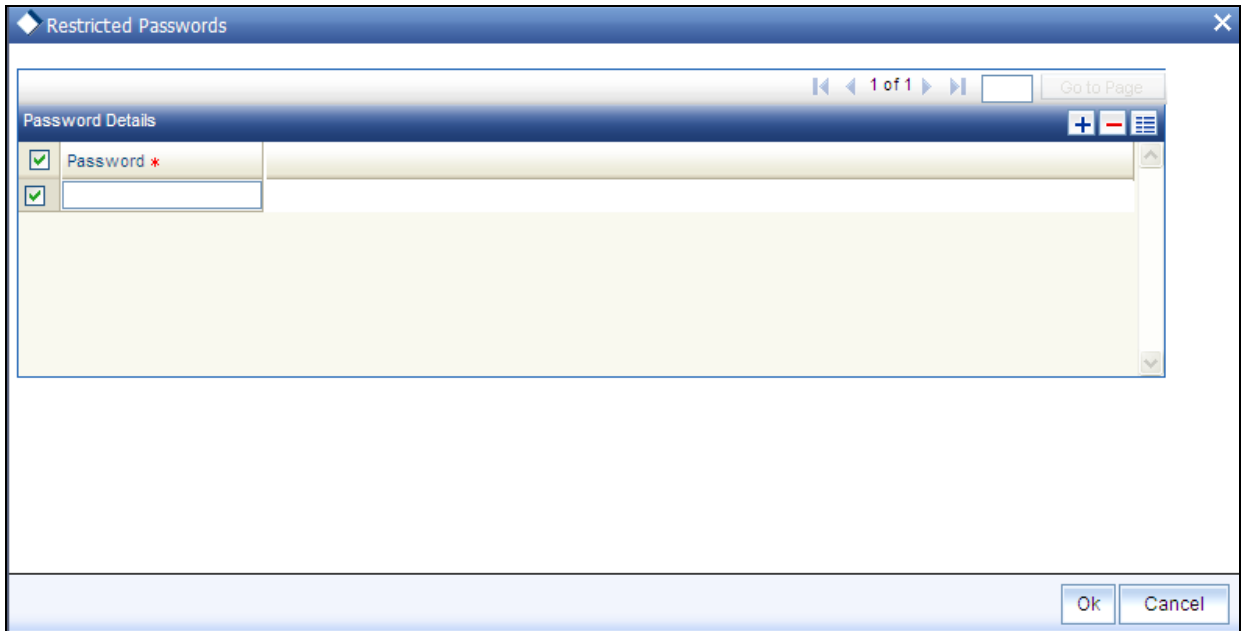 Restricted Passwords
1 of 1 Go to Page
Password Details
Password *
Ok Cancel